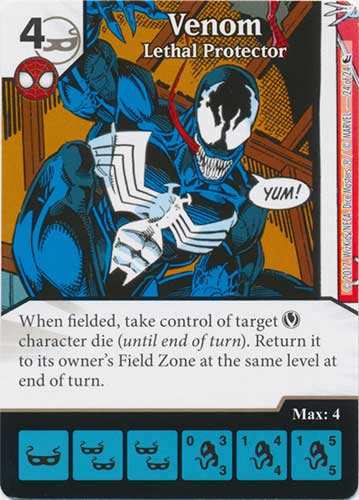 4
Venom
Lethal Protector
YUM!
When fielded, take control of target
character die (until end of turn). Return it
to its owner's Field Zone at the same level at
end of turn.
Max: 4
0 3 3
1 4 4
1 5 5